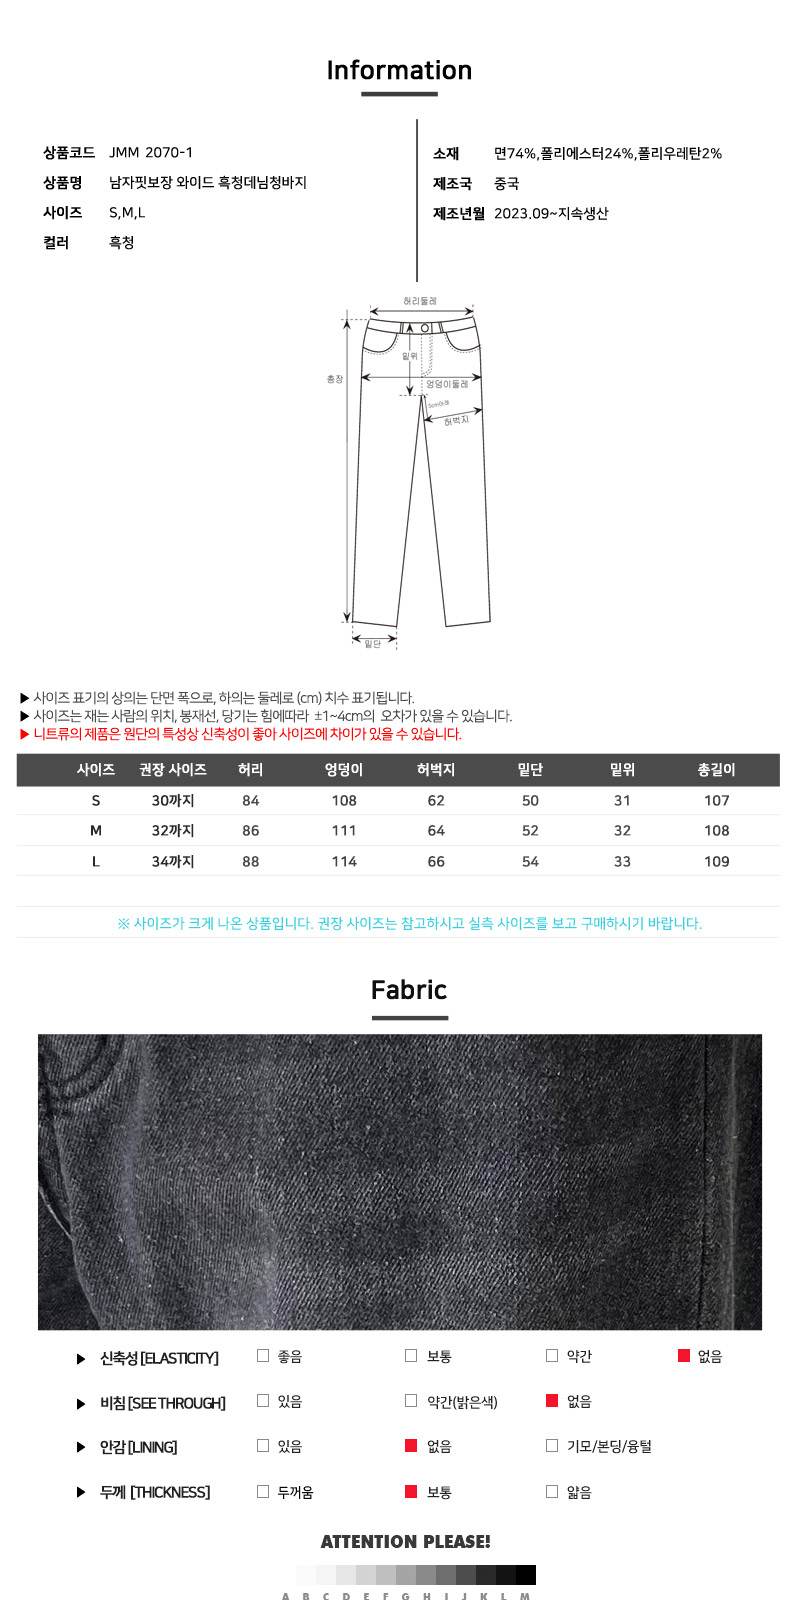 Information
상품코드 JMM 2070-1
상품명 남자핏보장 와이드 흑청데님청바지
사이즈 S,M,L
컬러 흑청
소재 면74%,폴리에스터24%,폴리우레탄2%
제조국 중국
제조년월 2023.09~지속생산
허리둘레
밑위
총장
엉덩이둘레
허벅지
밑단
▶ 사이즈 표기의 상의는 단면 폭으로, 하의는 둘레로 (cm) 치수 표기됩니다.
▶ 사이즈는 재는 사람의 위치, 봉재선, 당기는 힘에따라 ±1~4cm의 오차가 있을 수 있습니다.
▶ 니트류의 제품은 원단의 특성상 신축성이 좋아 사이즈에 차이가 있을 수 있습니다.
사이즈 권장 사이즈 허리 엉덩이 허벅지 밑단 밑위 총길이
S 30까지 84 108 62 50 31 107
M 32까지 86 111 64 52 32 108
L 34까지 88 114 66 54 33 109
※ 사이즈가 크게 나온 상품입니다. 권장 사이즈는 참고하시고 실측 사이즈를 보고 구매하시기 바랍니다.
Fabric
▶ 신축성 [ELASTICITY] □ 좋음 □ 보통 □ 약간 ■ 없음
▶ 비침 [SEE THROUGH] □ 있음 □ 약간(밝은색) ■ 없음
▶ 안감 [LINING] □ 있음 ■ 없음 □ 기모/본딩/융털
▶ 두께 [THICKNESS] □ 두꺼움 ■ 보통 □ 얇음
ATTENTION PLEASE!
A B C D E F G H I J K L M